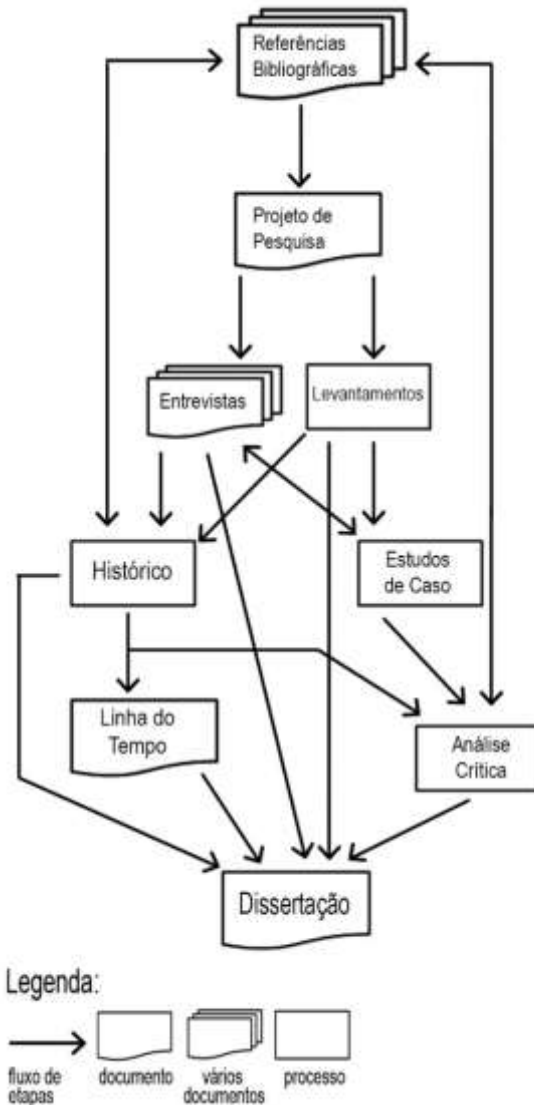 Referências
Bibliográficas
Projeto de
Pesquisa
Entrevistas
Levantamentos
Histórico
Estudos
de Caso
Linha do
Tempo
Análise
Crítica
Dissertação
Legenda:
fluxo de
etapas
documento
vários
documentos
processo